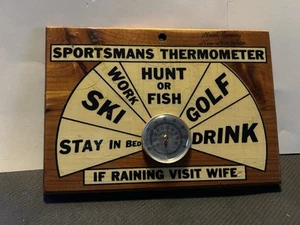 SPORTSMANS THERMOMETER
STAY IN BED
SKI
WORK
HUNT
OR
FISH
GOLF
DRINK
IF RAINING VISIT WIFE